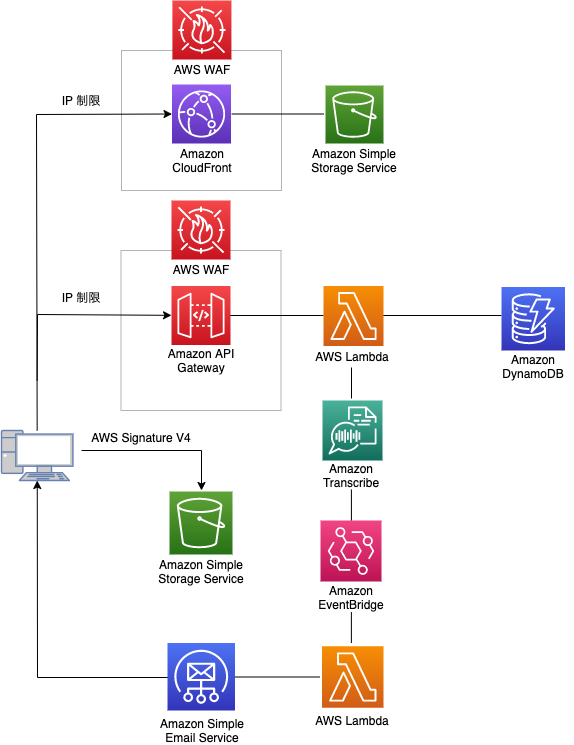 AWS WAF
IP 制限
Amazon
CloudFront
Amazon Simple
Storage Service
AWS WAF
IP 制限
Amazon API
Gateway
AWS Lambda
Amazon
DynamoDB
AWS Signature V4
Amazon
Transcribe
Amazon Simple
Storage Service
Amazon
EventBridge
Amazon Simple
Email Service
AWS Lambda